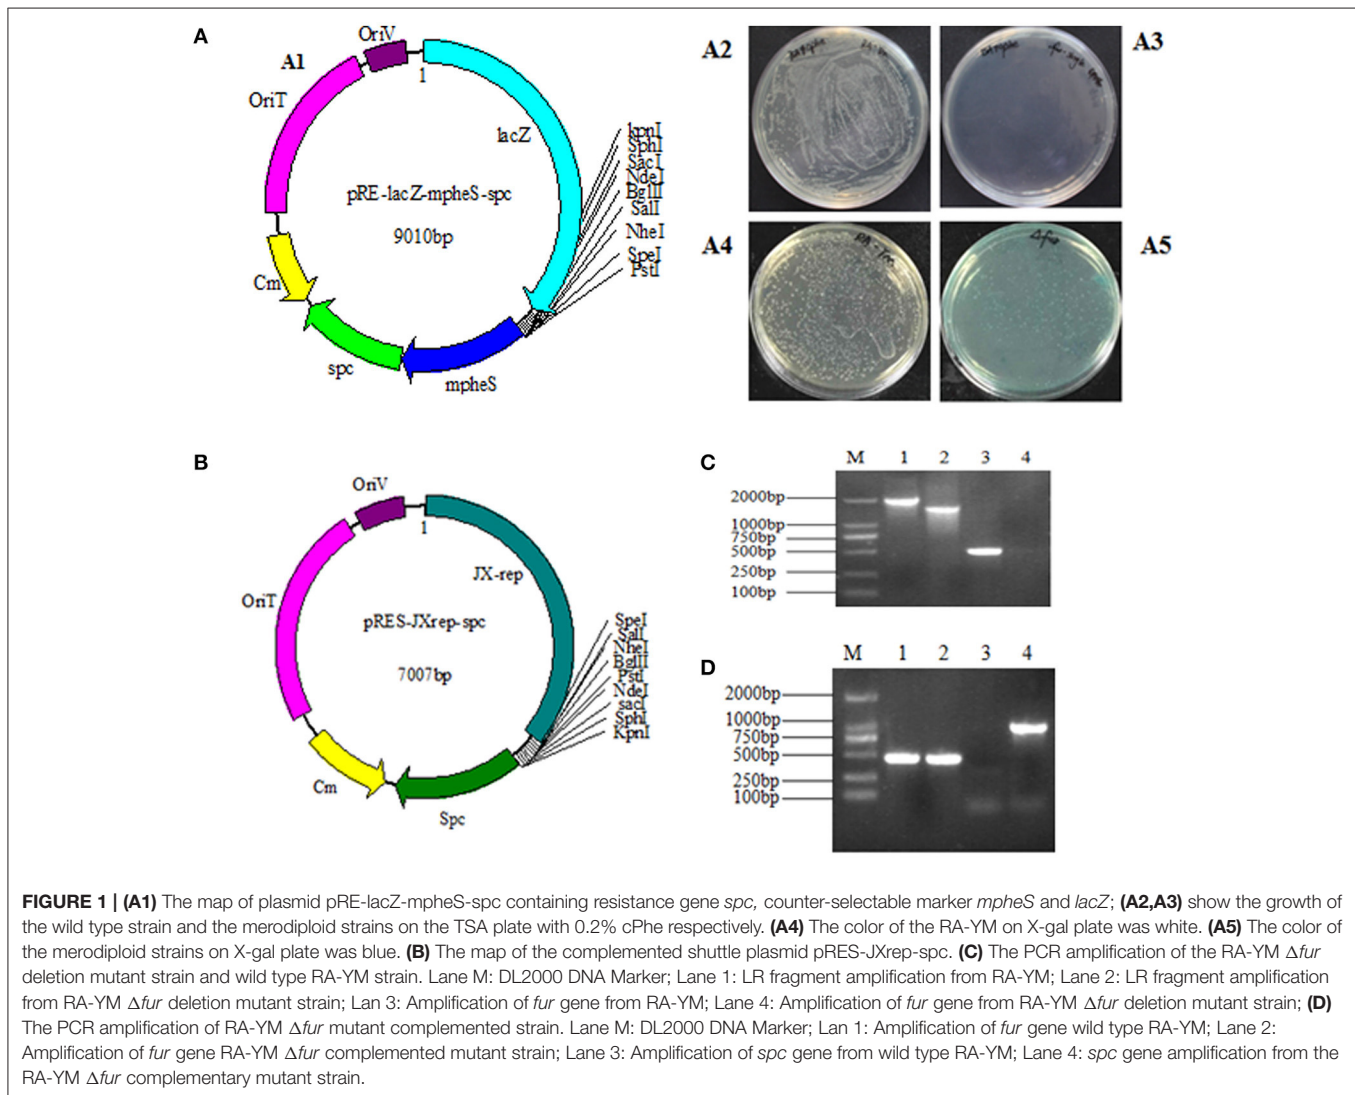 A
A1
OriV
1
OriT
lacZ
kpnI
SphI
SacI
NdeI
BglII
SalI
NheI
SpeI
PstI
pRE-lacZ-mpheS-spc
9010bp
Cm
spc
mpheS
A2
A3
A4
A5
Δfur
B
OriV
1
OriT
JX-rep
pRES-JXrep-spc
7007bp
SpeI
SalI
NheI
BglII
PstI
NdeI
sacI
SphI
KpnI
Cm
Spc
C
M 1 2 3 4
2000bp
1000bp
750bp
500bp
250bp
100bp
D
M 1 2 3 4
2000bp
1000bp
750bp
500bp
250bp
100bp
FIGURE 1 | (A1) The map of plasmid pRE-lacZ-mpheS-spc containing resistance gene spc, counter-selectable marker mpheS and lacZ; (A2,A3) show the growth of
the wild type strain and the merodiploid strains on the TSA plate with 0.2% cPhe respectively. (A4) The color of the RA-YM on X-gal plate was white. (A5) The color of
the merodiploid strains on X-gal plate was blue. (B) The map of the complemented shuttle plasmid pRES-JXrep-spc. (C) The PCR amplification of the RA-YM Δfur
deletion mutant strain and wild type RA-YM strain. Lane M: DL2000 DNA Marker; Lane 1: LR fragment amplification from RA-YM; Lane 2: LR fragment amplification
from RA-YM Δfur deletion mutant strain; Lan 3: Amplification of fur gene from RA-YM; Lane 4: Amplification of fur gene from RA-YM Δfur deletion mutant strain; (D)
The PCR amplification of RA-YM Δfur mutant complemented strain. Lane M: DL2000 DNA Marker; Lan 1: Amplification of fur gene wild type RA-YM; Lane 2:
Amplification of fur gene RA-YM Δfur complemented mutant strain; Lane 3: Amplification of spc gene from wild type RA-YM; Lane 4: spc gene amplification from the
RA-YM Δfur complementary mutant strain.